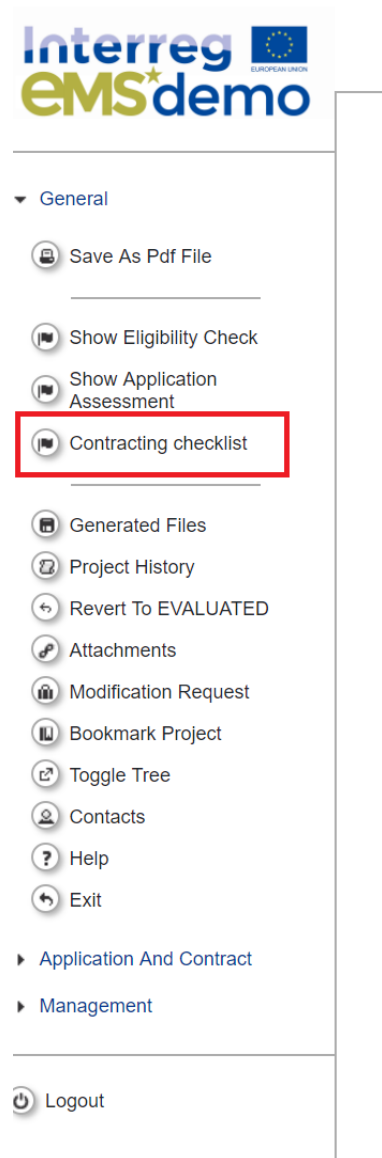 Interreg
EUROPEAN UNION
eMS demo
General
Save As Pdf File
Show Eligibility Check
Show Application
Assessment
Contracting checklist
Generated Files
Project History
Revert To EVALUATED
Attachments
Modification Request
Bookmark Project
Toggle Tree
Contacts
Help
Exit
Application And Contract
Management
Logout